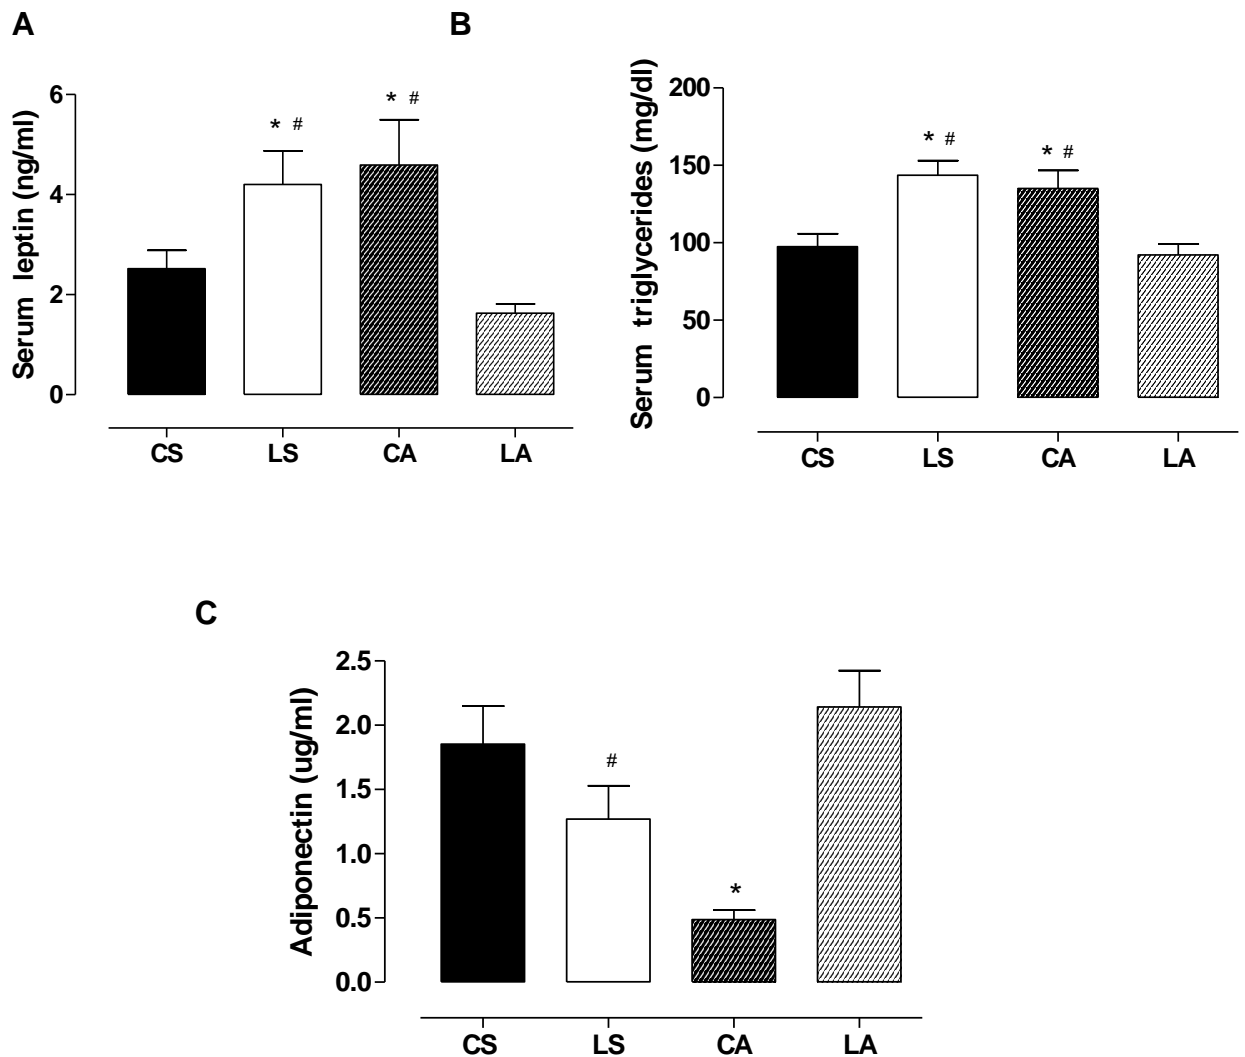 A
B
Serum leptin (ng/ml)
6
4
2
0
* #
* #
CS LS CA LA
Serum triglycerides (mg/dl)
200
150
100
50
0
* #
* #
CS LS CA LA
C
Adiponectin (ug/ml)
2.5
2.0
1.5
1.0
0.5
0.0
#
*
CS LS CA LA